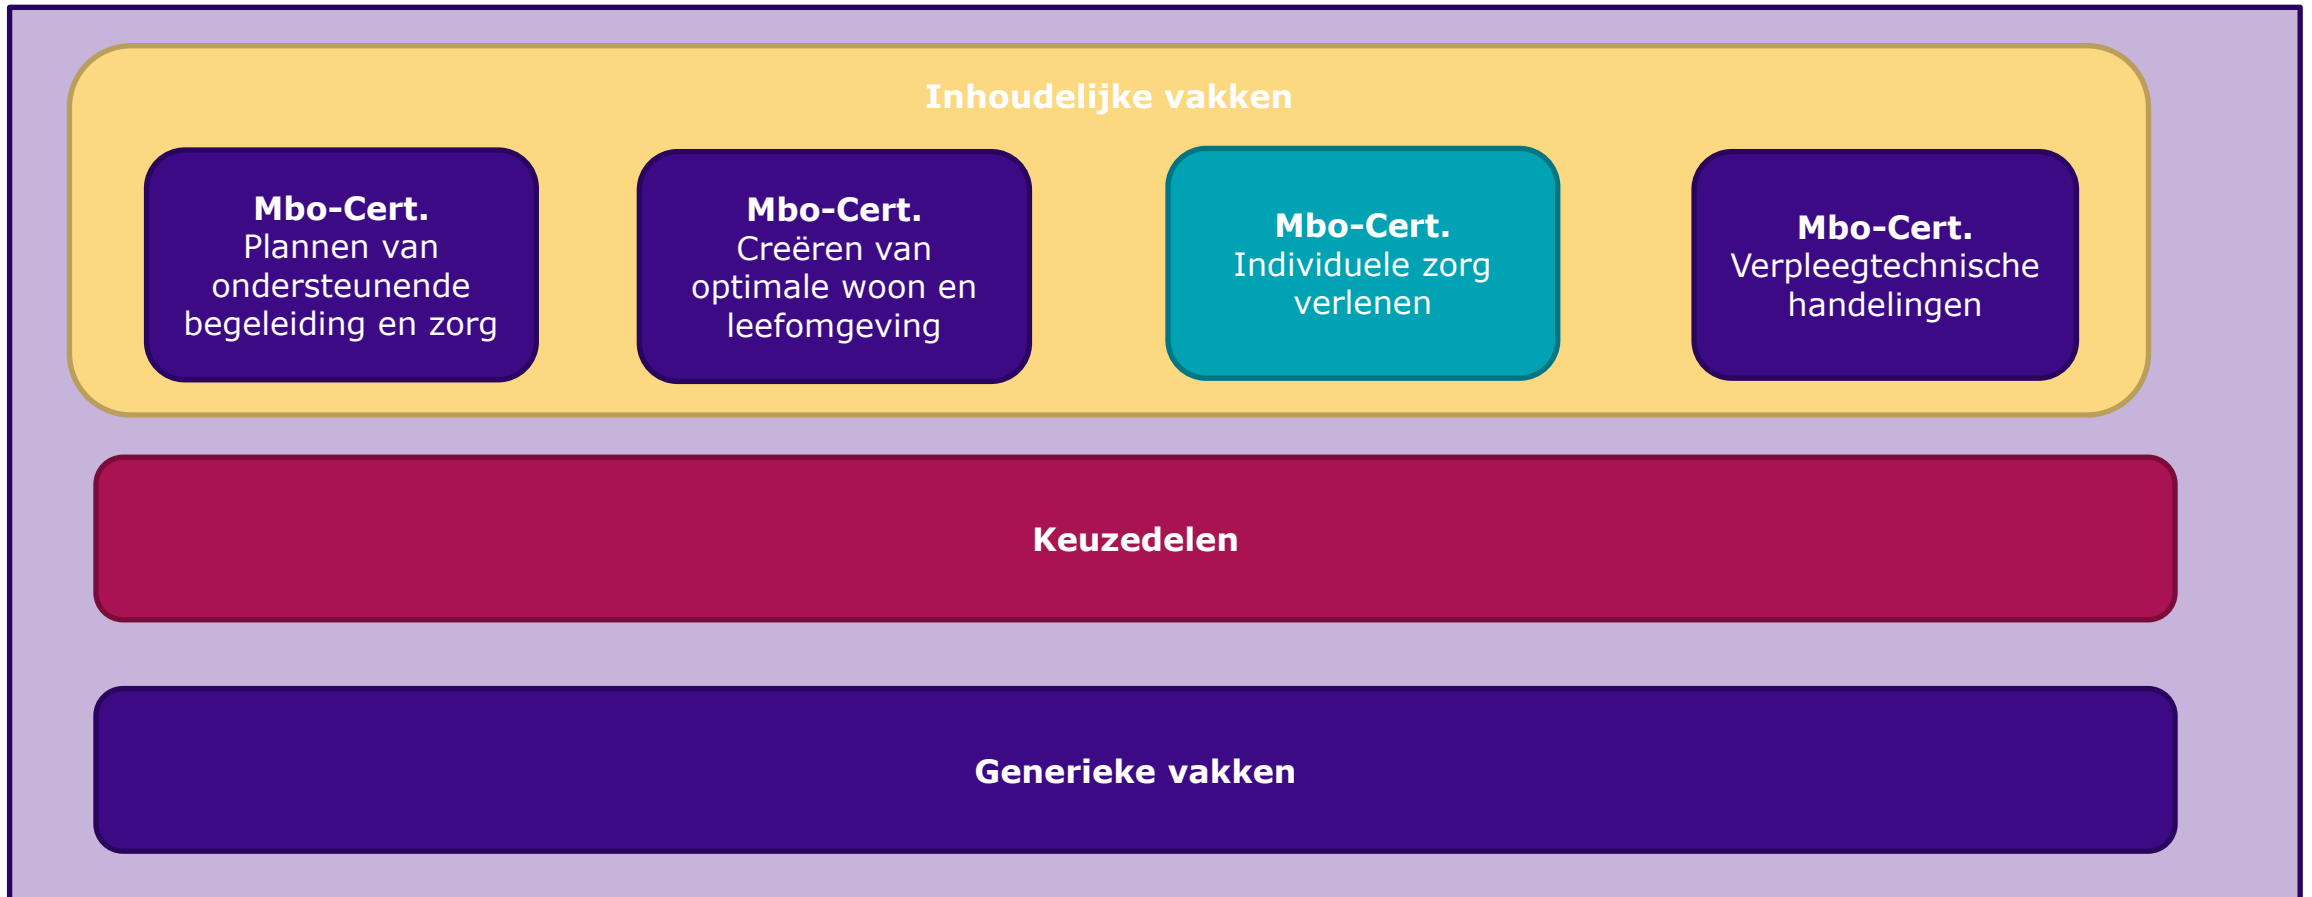 Inhoudelijke vakken
Mbo-Cert.
Plannen van
ondersteunende
begeleiding en zorg
Mbo-Cert.
Creëren van
optimale woon en
leefomgeving
Mbo-Cert.
Individuele zorg
verlenen
Mbo-Cert.
Verpleegtechnische
handelingen
Keuzedelen
Generieke vakken